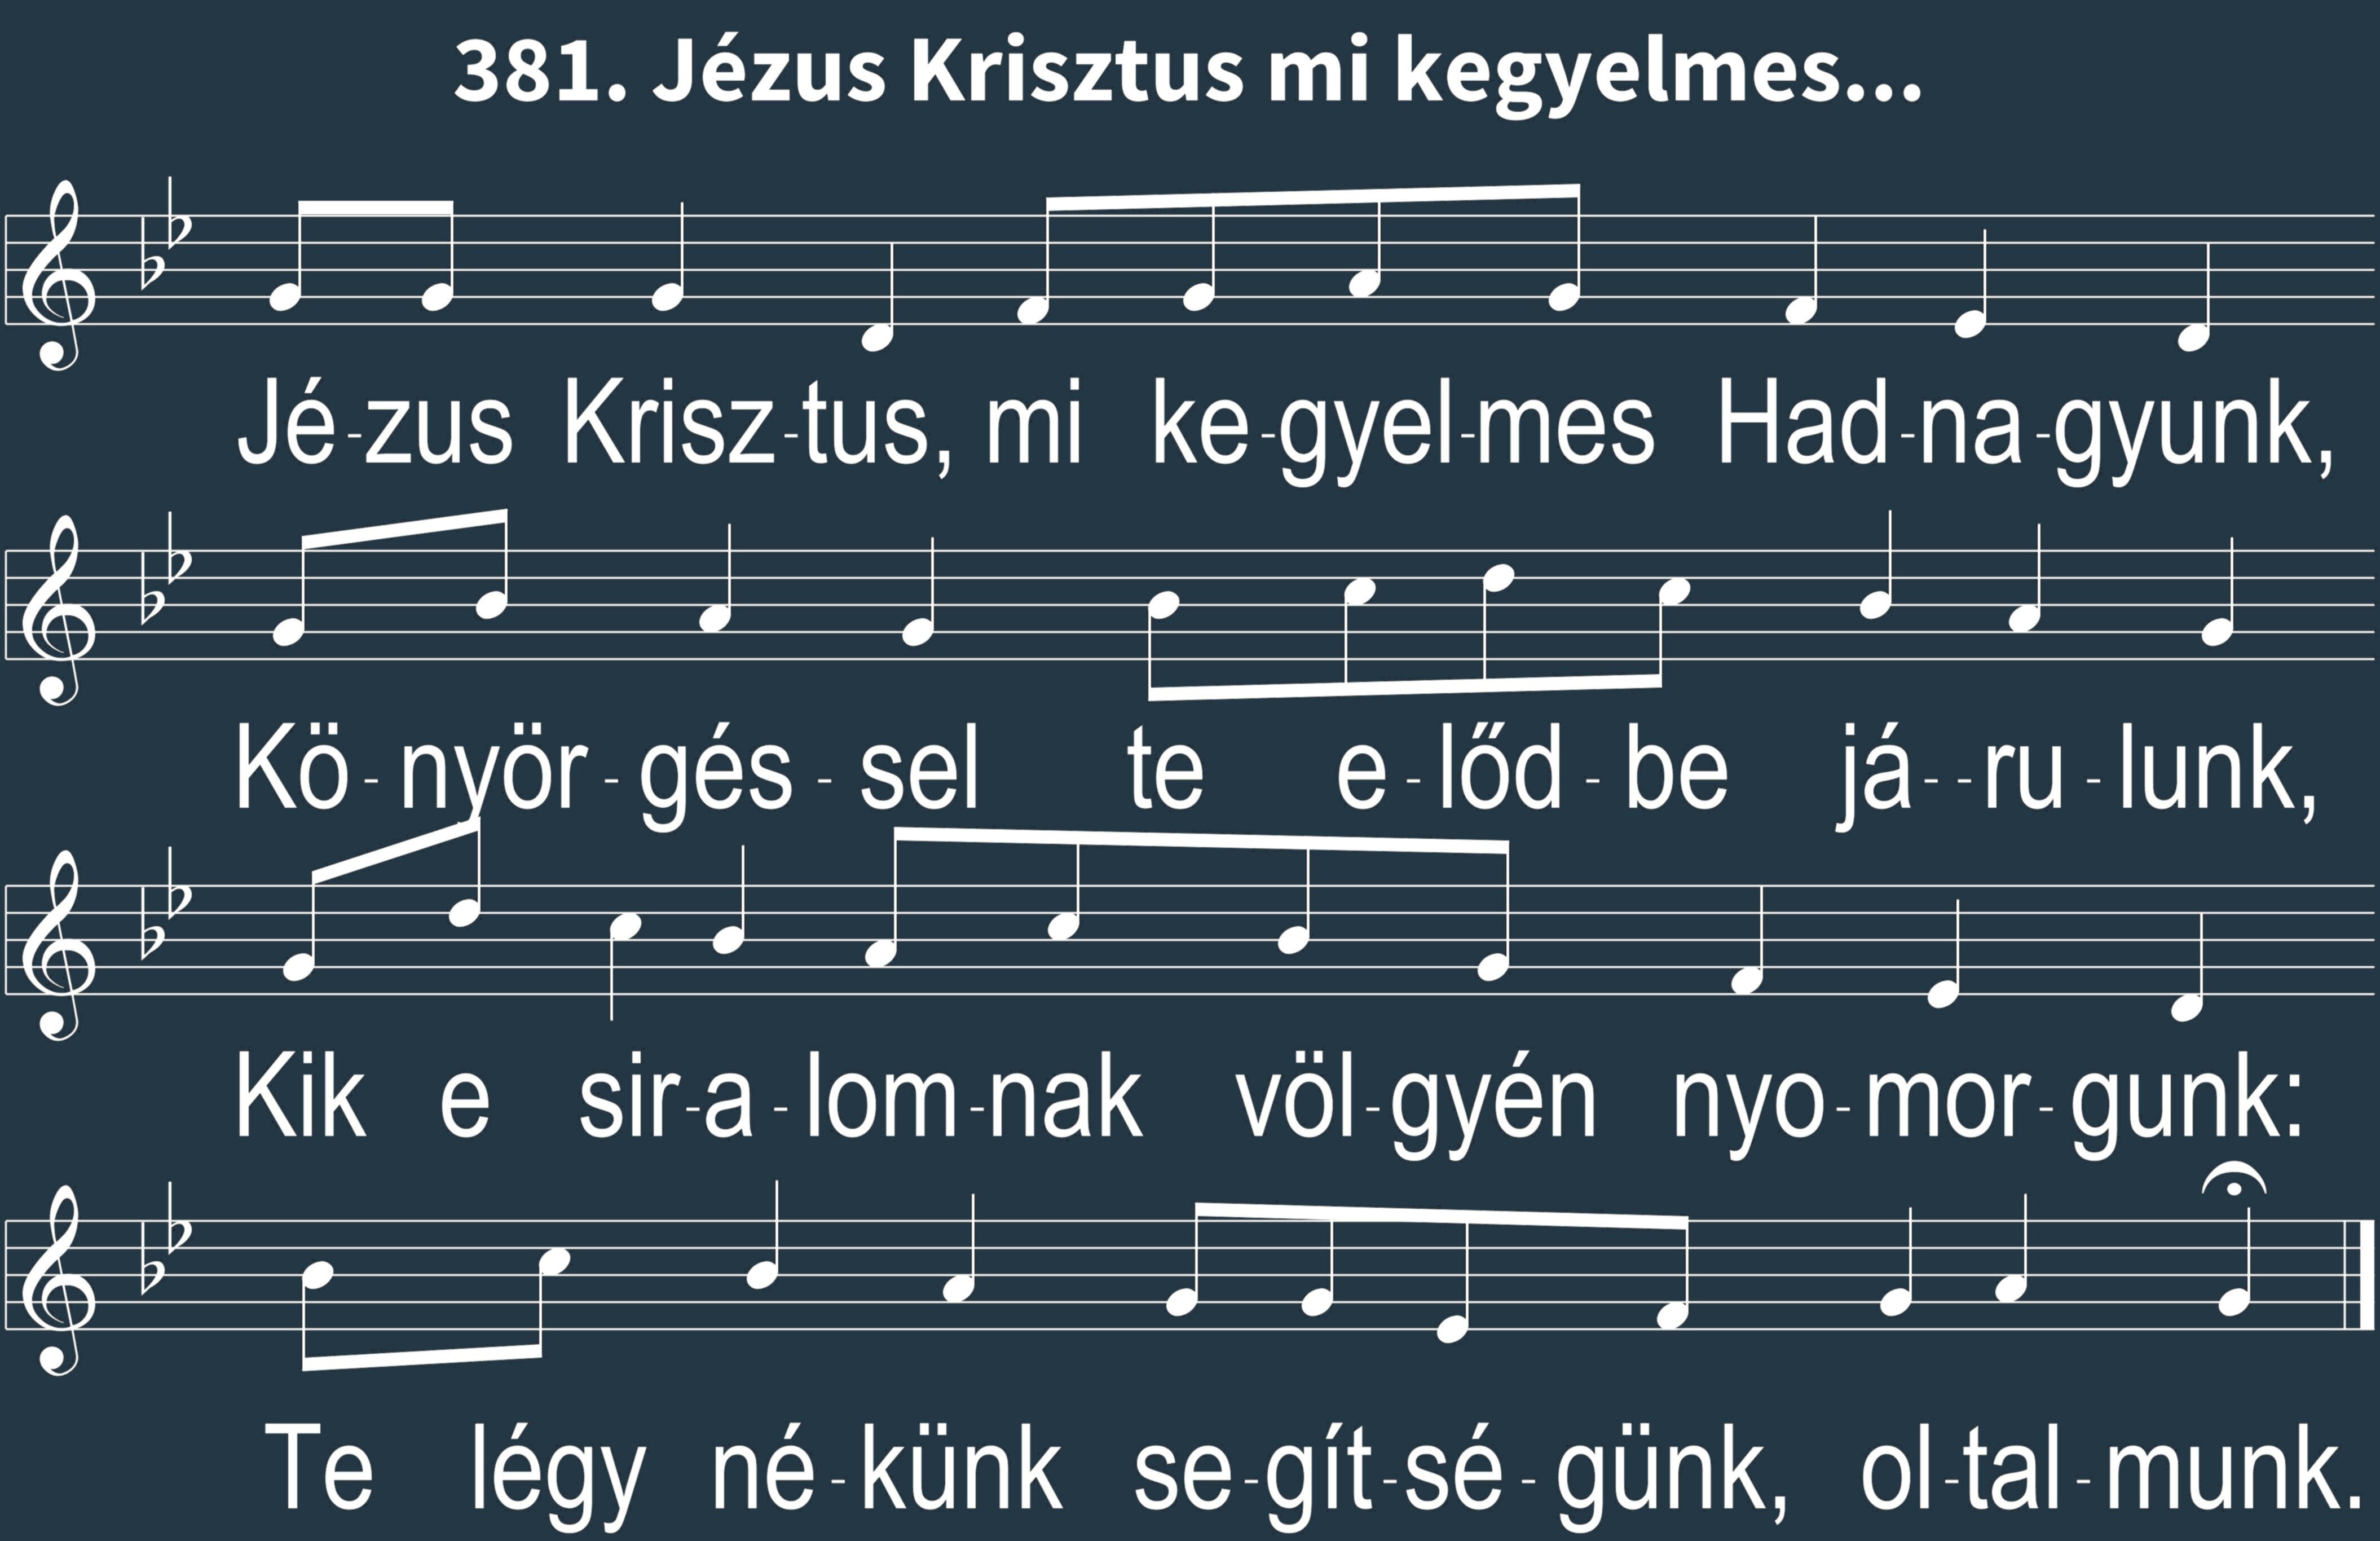 381. Jézus Krisztus mi kegyelmes...
Jé-zus Krisz-tus, mi ke-gyel-mes Had-na-gyunk,
Kö-nyör-gés-sel te e-lőd-be já--ru-lunk,
Kik e sir-a-lom-nak völ-gyén nyo-mor-gunk:
Te légy né-künk se-gít-sé-günk, ol-tal-munk.